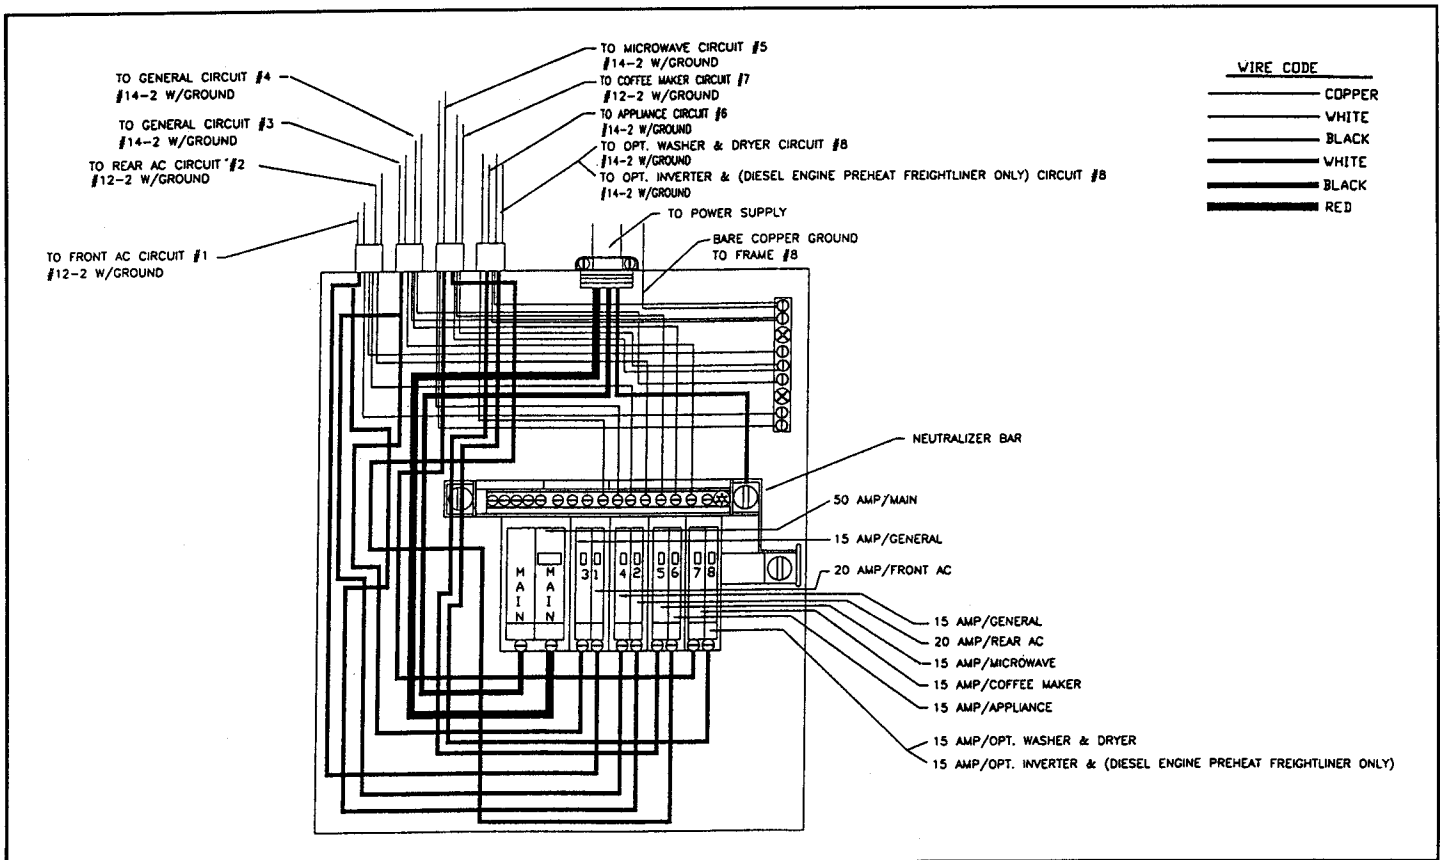 TO GENERAL CIRCUIT #4
#14-2 W/GROUND
TO GENERAL CIRCUIT #3
#14-2 W/GROUND
TO REAR AC CIRCUIT #2
#12-2 W/GROUND
TO FRONT AC CIRCUIT #1
#12-2 W/GROUND
TO MICROWAVE CIRCUIT #5
#14-2 W/GROUND
TO COFFEE MAKER CIRCUIT #7
#12-2 W/GROUND
TO APPLIANCE CIRCUIT #6
#14-2 W/GROUND
TO OPT. WASHER & DRYER CIRCUIT #8
#14-2 W/GROUND
TO OPT. INVERTER & (DIESEL ENGINE PREHEAT FREIGHTLINER ONLY) CIRCUIT #8
#14-2 W/GROUND
TO POWER SUPPLY
BARE COPPER GROUND
TO FRAME #8
WIRE CODE
COPPER
WHITE
BLACK
WHITE
BLACK
RED
NEUTRALIZER BAR
50 AMP/MAIN
15 AMP/GENERAL
20 AMP/FRONT AC
15 AMP/GENERAL
20 AMP/REAR AC
15 AMP/MICROWAVE
15 AMP/COFFEE MAKER
15 AMP/APPLIANCE
15 AMP/OPT. WASHER & DRYER
15 AMP/OPT. INVERTER & (DIESEL ENGINE PREHEAT FREIGHTLINER ONLY)
MAIN
MAIN
3 1 4 2 5 6 7 8